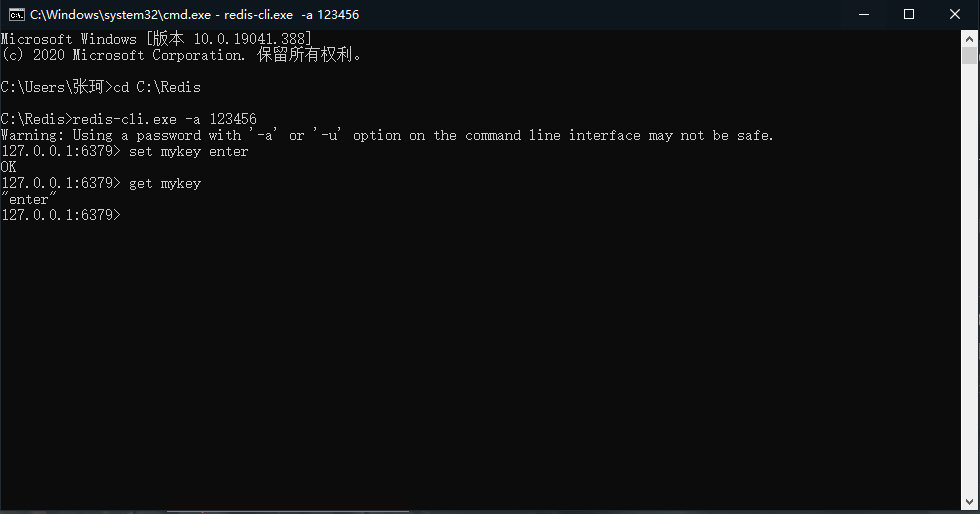 C:\Windows\system32\cmd.exe - redis-cli.exe  -a 123456
Microsoft Windows [版本 10.0.19041.388]
(c) 2020 Microsoft Corporation. 保留所有权利。
C:\Users\张珂>cd C:\Redis
C:\Redis>redis-cli.exe -a 123456
Warning: Using a password with '-a' or '-u' option on the command line interface may not be safe.
127.0.0.1:6379> set mykey enter
OK
127.0.0.1:6379> get mykey
"enter"
127.0.0.1:6379>